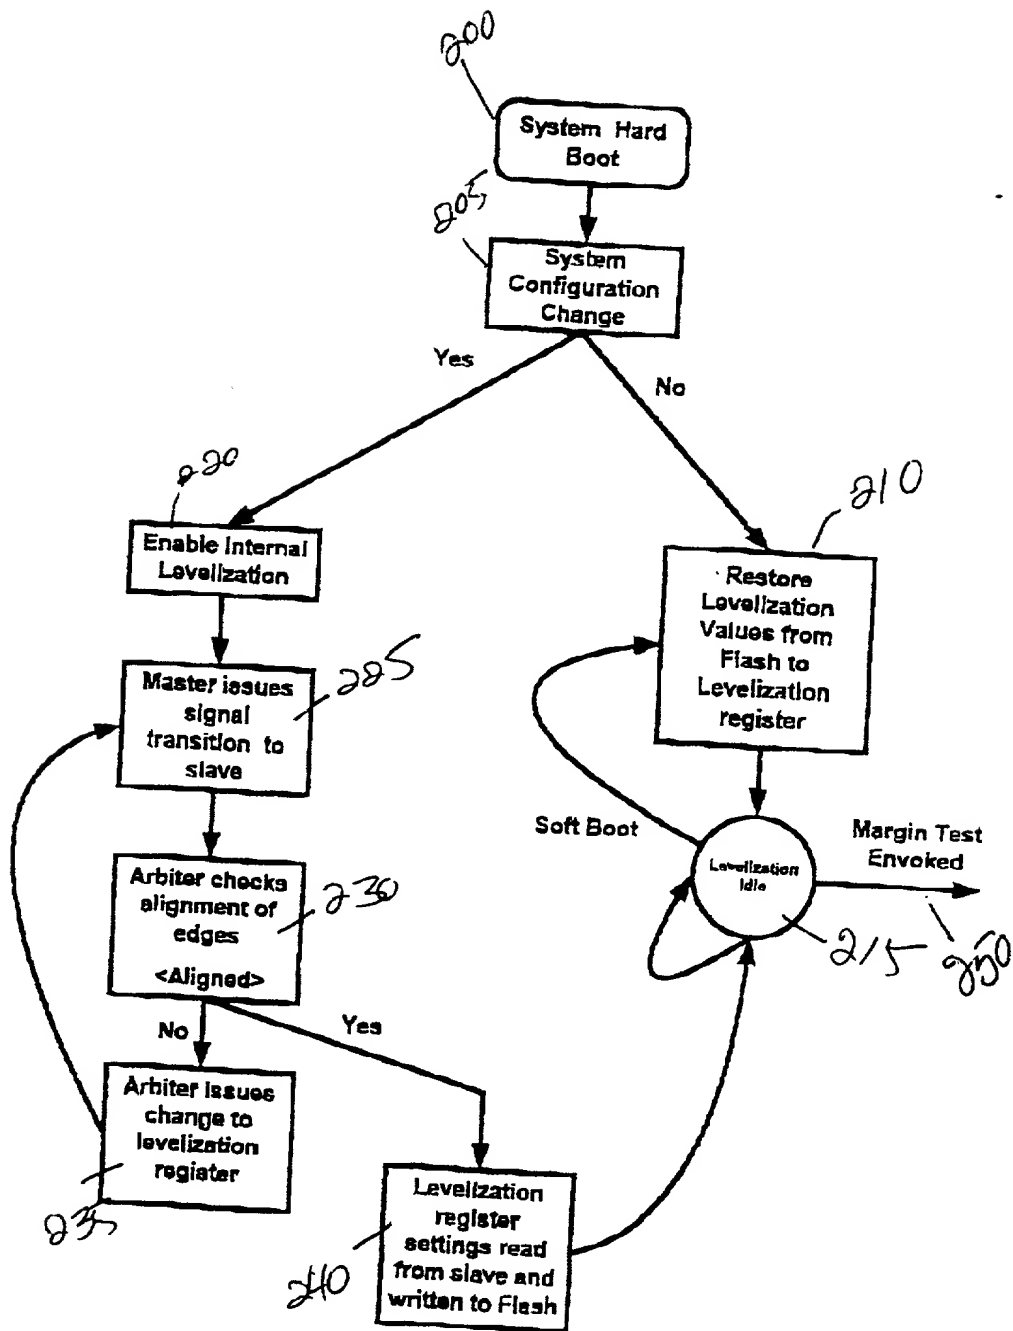 200
System Hard
Boot
205
System
Configuration
Change
Yes
No
220
Enable Internal
Levelization
210
Restore
Levelization
Values from
Flash to
Levelization
register
225
Master issues
signal
transition to
slave
Soft Boot
Levelization
Idle
Margin Test
Envoked
215
250
Arbiter checks
alignment of
edges
<Aligned>
230
No
Yes
Arbiter issues
change to
levelization
register
235
Levelization
register
settings read
from slave and
written to Flash
240